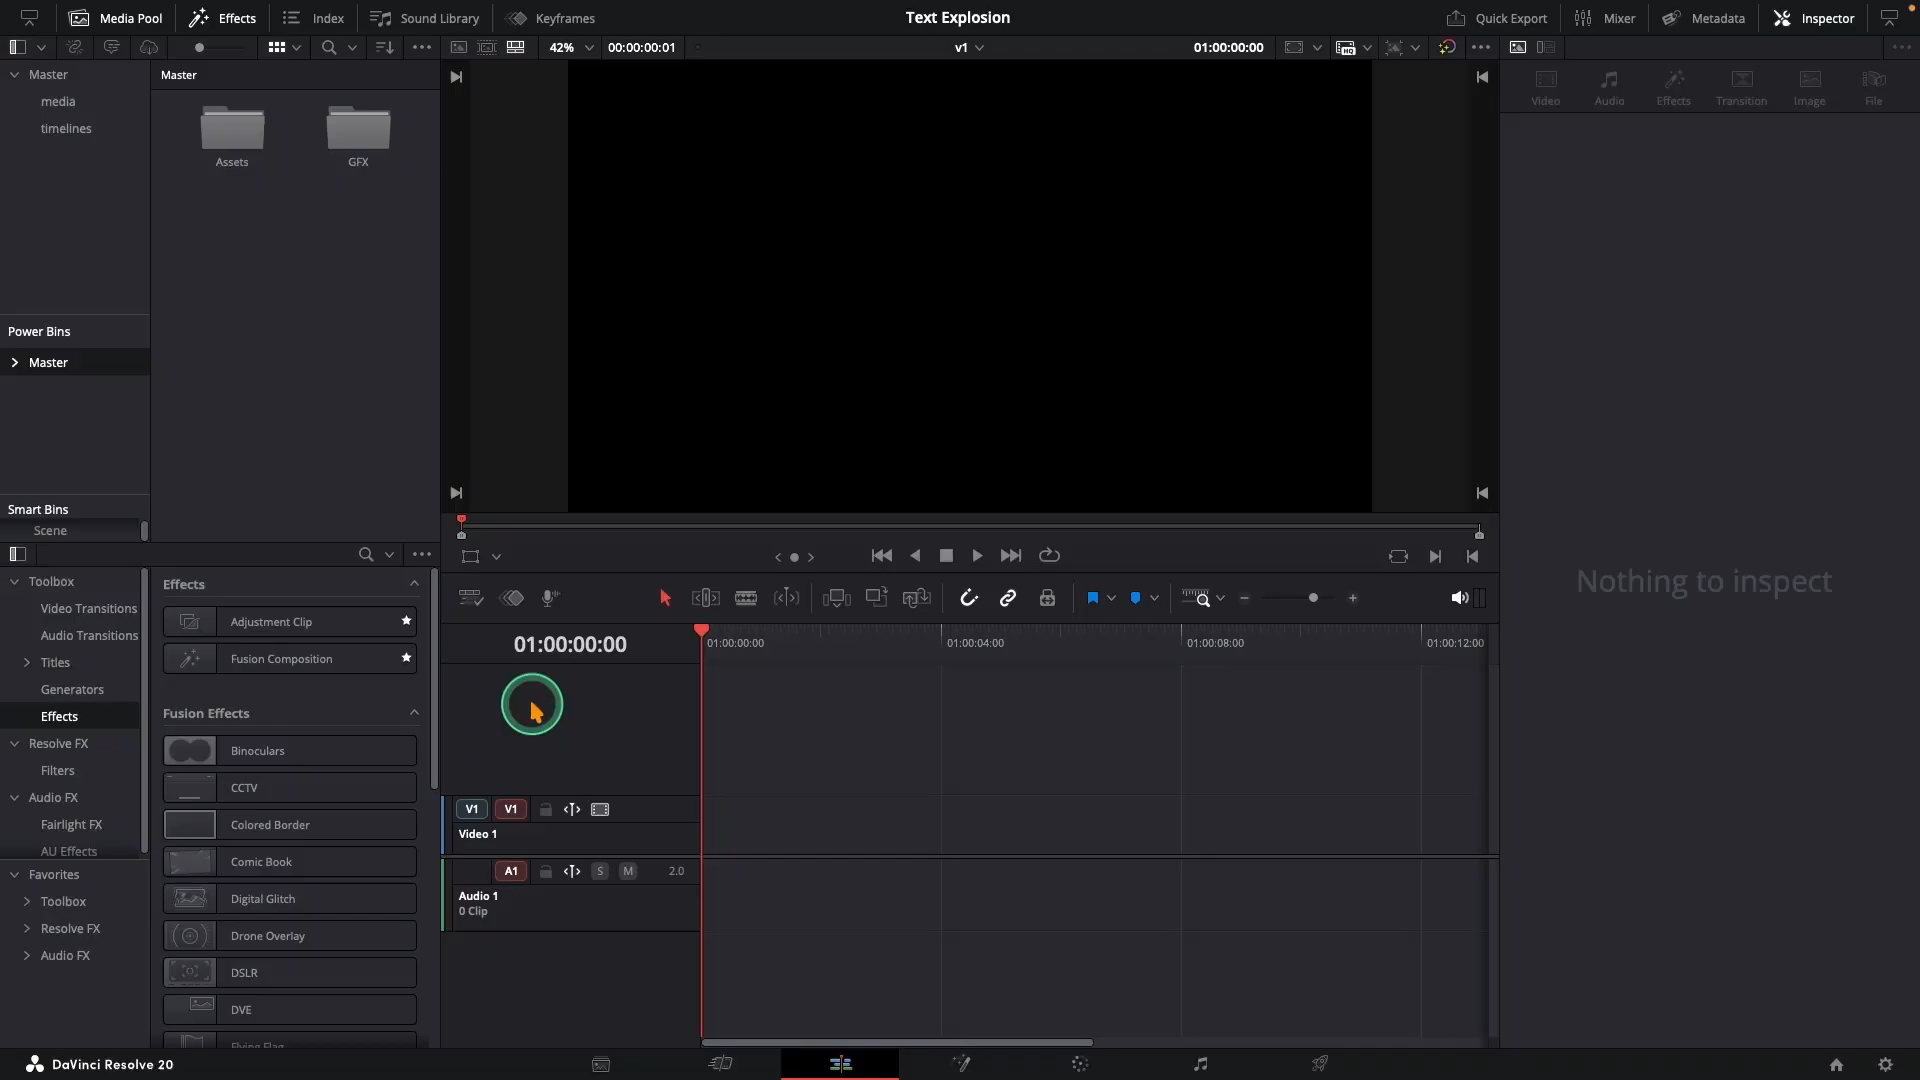 Media Pool
Effects
Index
Sound Library
Keyframes
Text Explosion
Quick Export
Mixer
Metadata
Inspector
42%
00:00:00:01
v1
01:00:00:00
Master
media
timelines
Master
Assets
GFX
Video
Audio
Effects
Transition
Image
File
Power Bins
Master
Smart Bins
Scene
Nothing to inspect
Toolbox
Video Transitions
Audio Transitions
Titles
Generators
Effects
Resolve FX
Filters
Audio FX
Fairlight FX
AU Effects
Favorites
Toolbox
Resolve FX
Audio FX
Effects
Adjustment Clip
Fusion Composition
Fusion Effects
Binoculars
CCTV
Colored Border
Comic Book
Digital Glitch
Drone Overlay
DSLR
DVE
Flying Flag
01:00:00:00
01:00:00:00
01:00:04:00
01:00:08:00
01:00:12:00
V1
V1
Video 1
A1
S
M
2.0
Audio 1
0 Clip
DaVinci Resolve 20